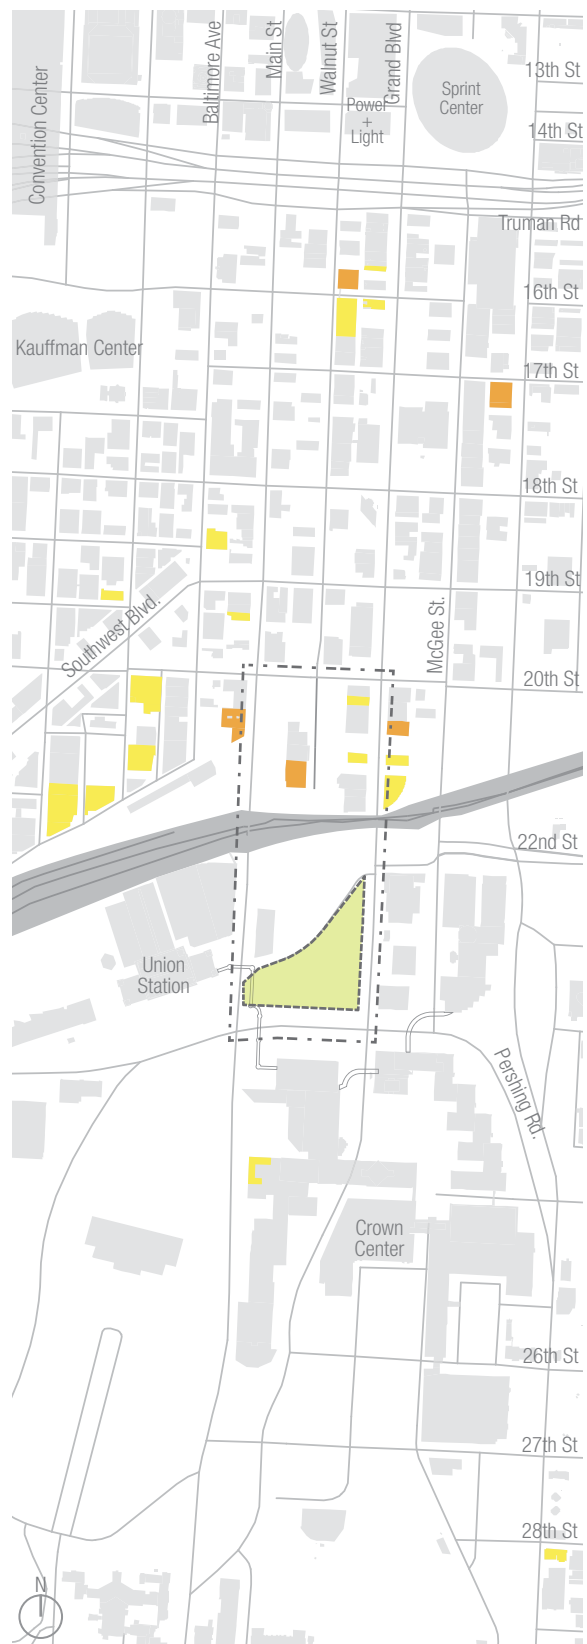 Convention Center
Baltimore Ave
Main St
Walnut St
Grand Blvd
13th St
Sprint
Center
Power
+
Light
14th St
Truman Rd
16th St
Kauffman Center
17th St
18th St
19th St
Southwest Blvd.
McGee St.
20th St
22nd St
Union
Station
Pershing Rd.
Crown
Center
26th St
27th St
28th St
N